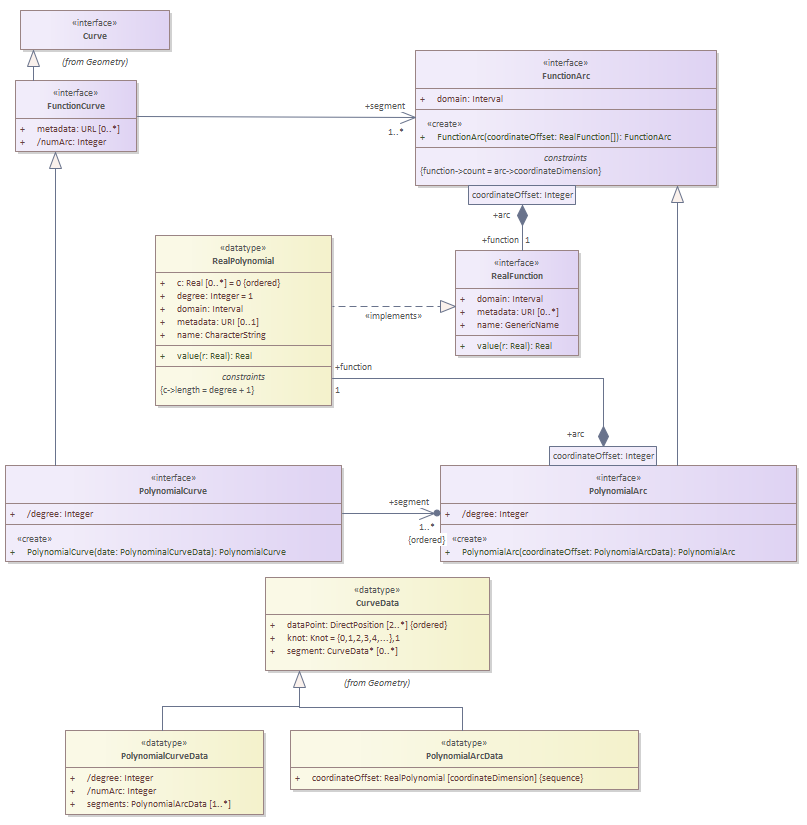 «interface»
Curve
(from Geometry)
«interface»
FunctionCurve
+ metadata: URL [0..*]
+ /numArc: Integer
+segment
1..*
«interface»
FunctionArc
+ domain: Interval
«create»
+ FunctionArc(coordinateOffset: RealFunction[]): FunctionArc
constraints
{function->count = arc->coordinateDimension}
coordinateOffset: Integer
+arc
+function 1
«datatype»
RealPolynomial
+ c: Real [0..*] = 0 {ordered}
+ degree: Integer = 1
+ domain: Interval
+ metadata: URI [0..1]
+ name: CharacterString
+ value(r: Real): Real
constraints
{c->length = degree + 1}
«implements»
«interface»
RealFunction
+ domain: Interval
+ metadata: URI [0..*]
+ name: GenericName
+ value(r: Real): Real
+function
1
+arc
coordinateOffset: Integer
«interface»
PolynomialCurve
+ /degree: Integer
«create»
+ PolynomialCurve(date: PolynominalCurveData): PolynomialCurve
+segment
1..*
{ordered}
«interface»
PolynomialArc
+ /degree: Integer
«create»
+ PolynomialArc(coordinateOffset: PolynomialArcData): PolynomialArc
«datatype»
CurveData
+ dataPoint: DirectPosition [2..*] {ordered}
+ knot: Knot = {0,1,2,3,4,...},1
+ segment: CurveData* [0..*]
(from Geometry)
«datatype»
PolynomialCurveData
+ /degree: Integer
+ /numArc: Integer
+ segments: PolynomialArcData [1..*]
«datatype»
PolynomialArcData
+ coordinateOffset: RealPolynomial [coordinateDimension] {sequence}